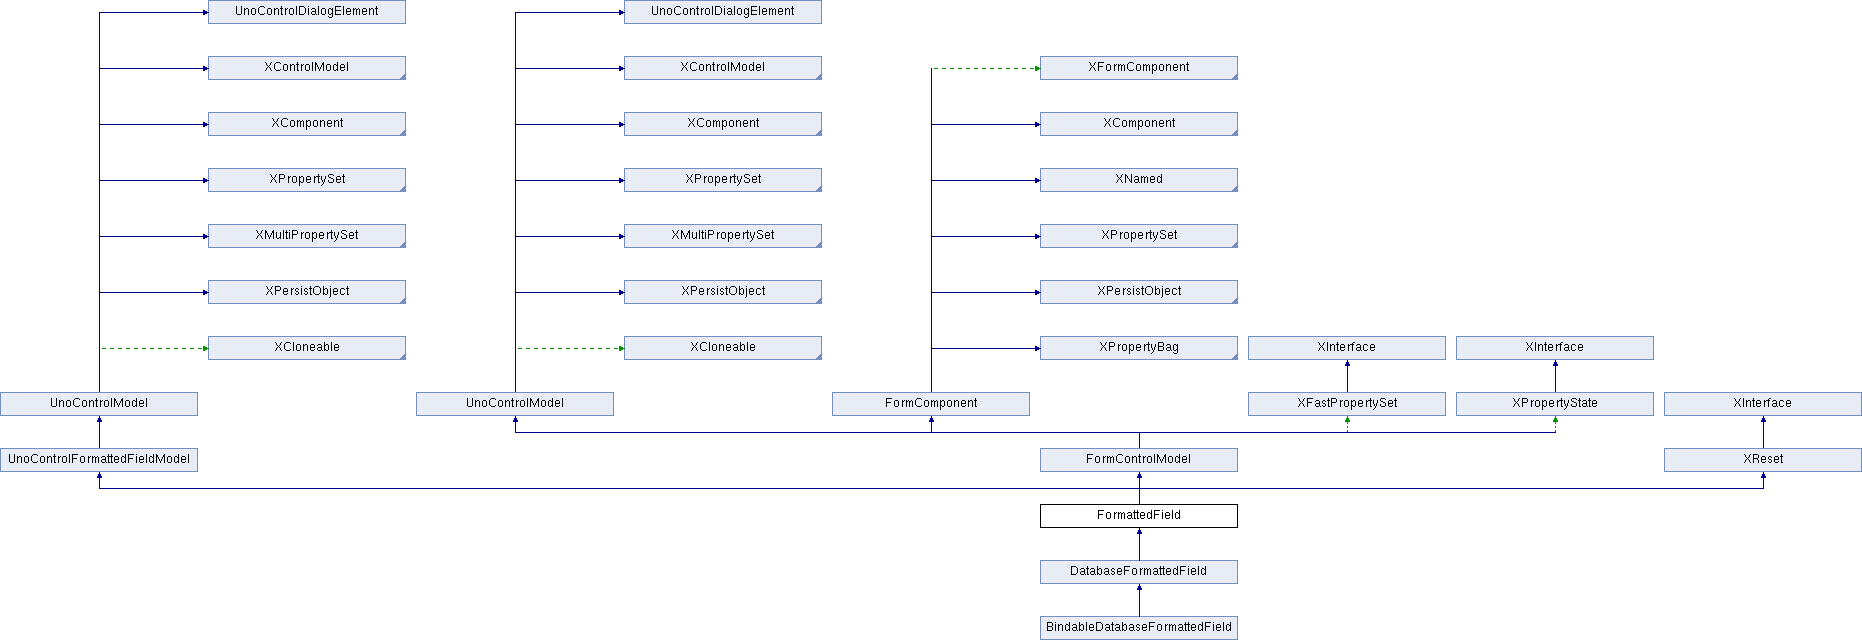 UnoControlDialogElement
UnoControlDialogElement
XControlModel
XControlModel
XFormComponent
XComponent
XComponent
XComponent
XPropertySet
XPropertySet
XNamed
XMultiPropertySet
XMultiPropertySet
XPropertySet
XPersistObject
XPersistObject
XPersistObject
XCloneable
XCloneable
XPropertyBag
XInterface
XInterface
UnoControlModel
UnoControlModel
FormComponent
XFastPropertySet
XPropertyState
XInterface
UnoControlFormattedFieldModel
FormControlModel
XReset
FormattedField
DatabaseFormattedField
BindableDatabaseFormattedField